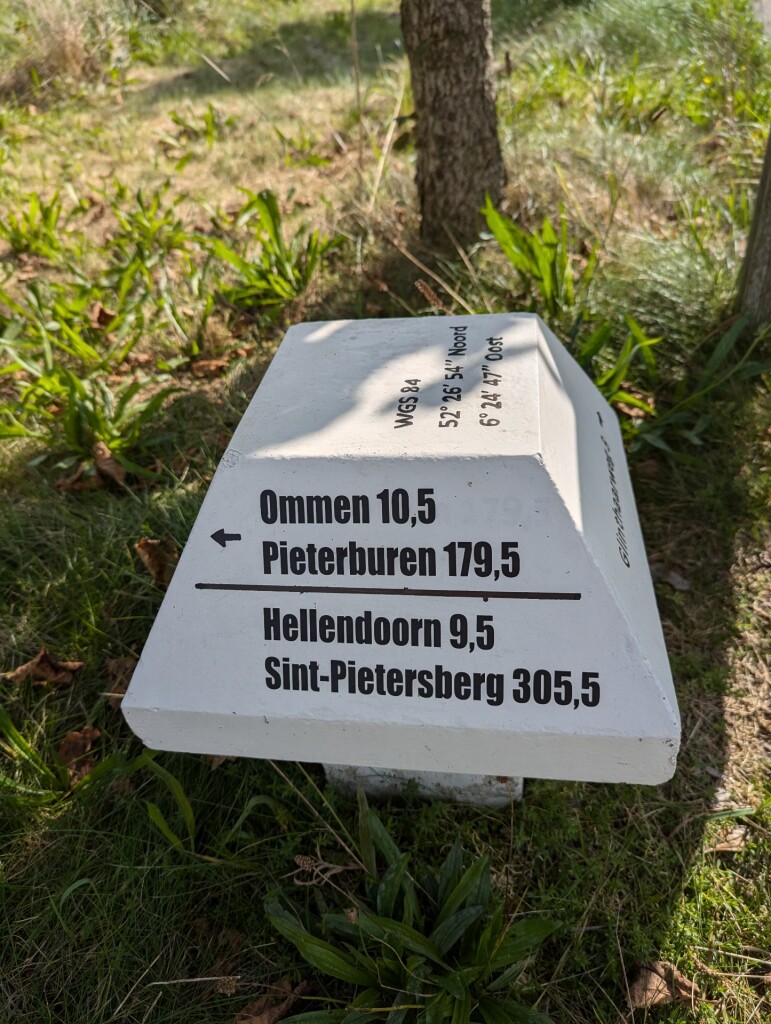 WGS 84
52° 26' 54" Noord
6° 24' 47" Oost
Ommen 10,5
Pieterburen 179,5
Hellendoorn 9,5
Sint-Pietersberg 305,5